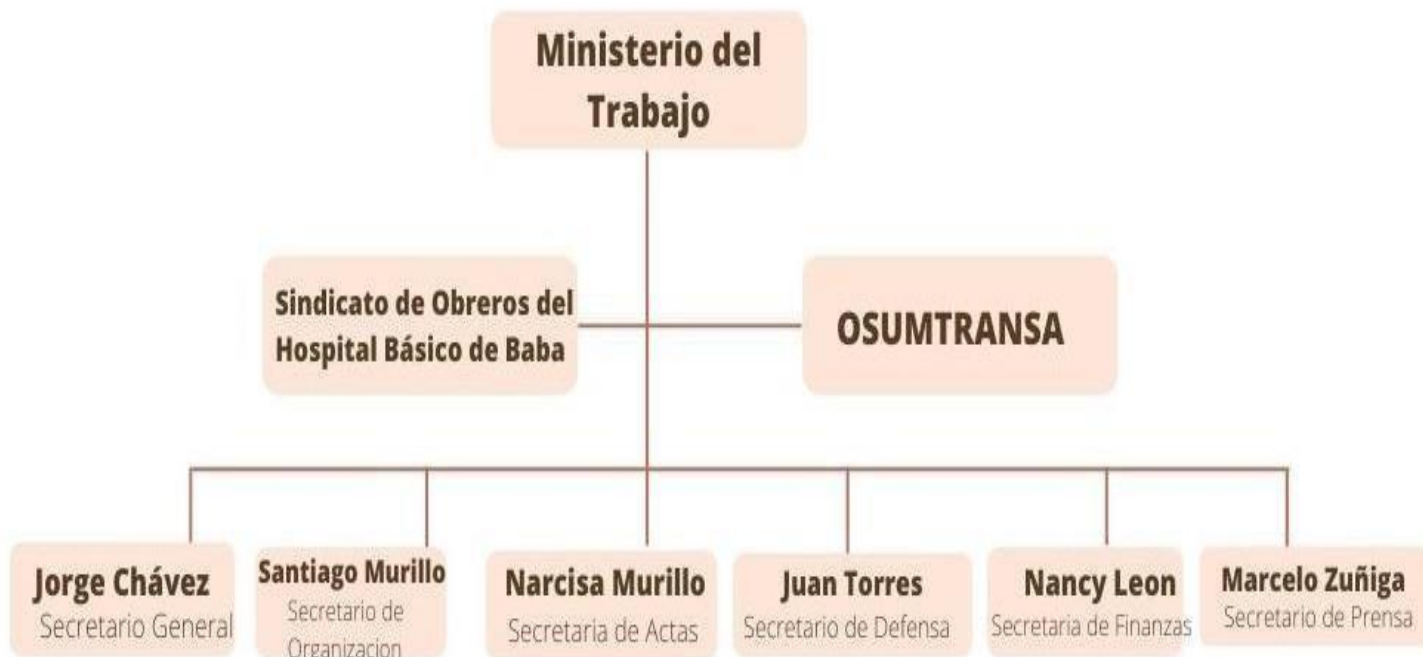 Ministerio del
Trabajo
Sindicato de Obreros del
Hospital Básico de Baba
OSUMTRANSA
Jorge Chávez
Secretario General
Santiago Murillo
Secretario de
Organizacion
Narcisa Murillo
Secretaria de Actas
Juan Torres
Secretario de Defensa
Nancy Leon
Secretaria de Finanzas
Marcelo Zuñiga
Secretario de Prensa